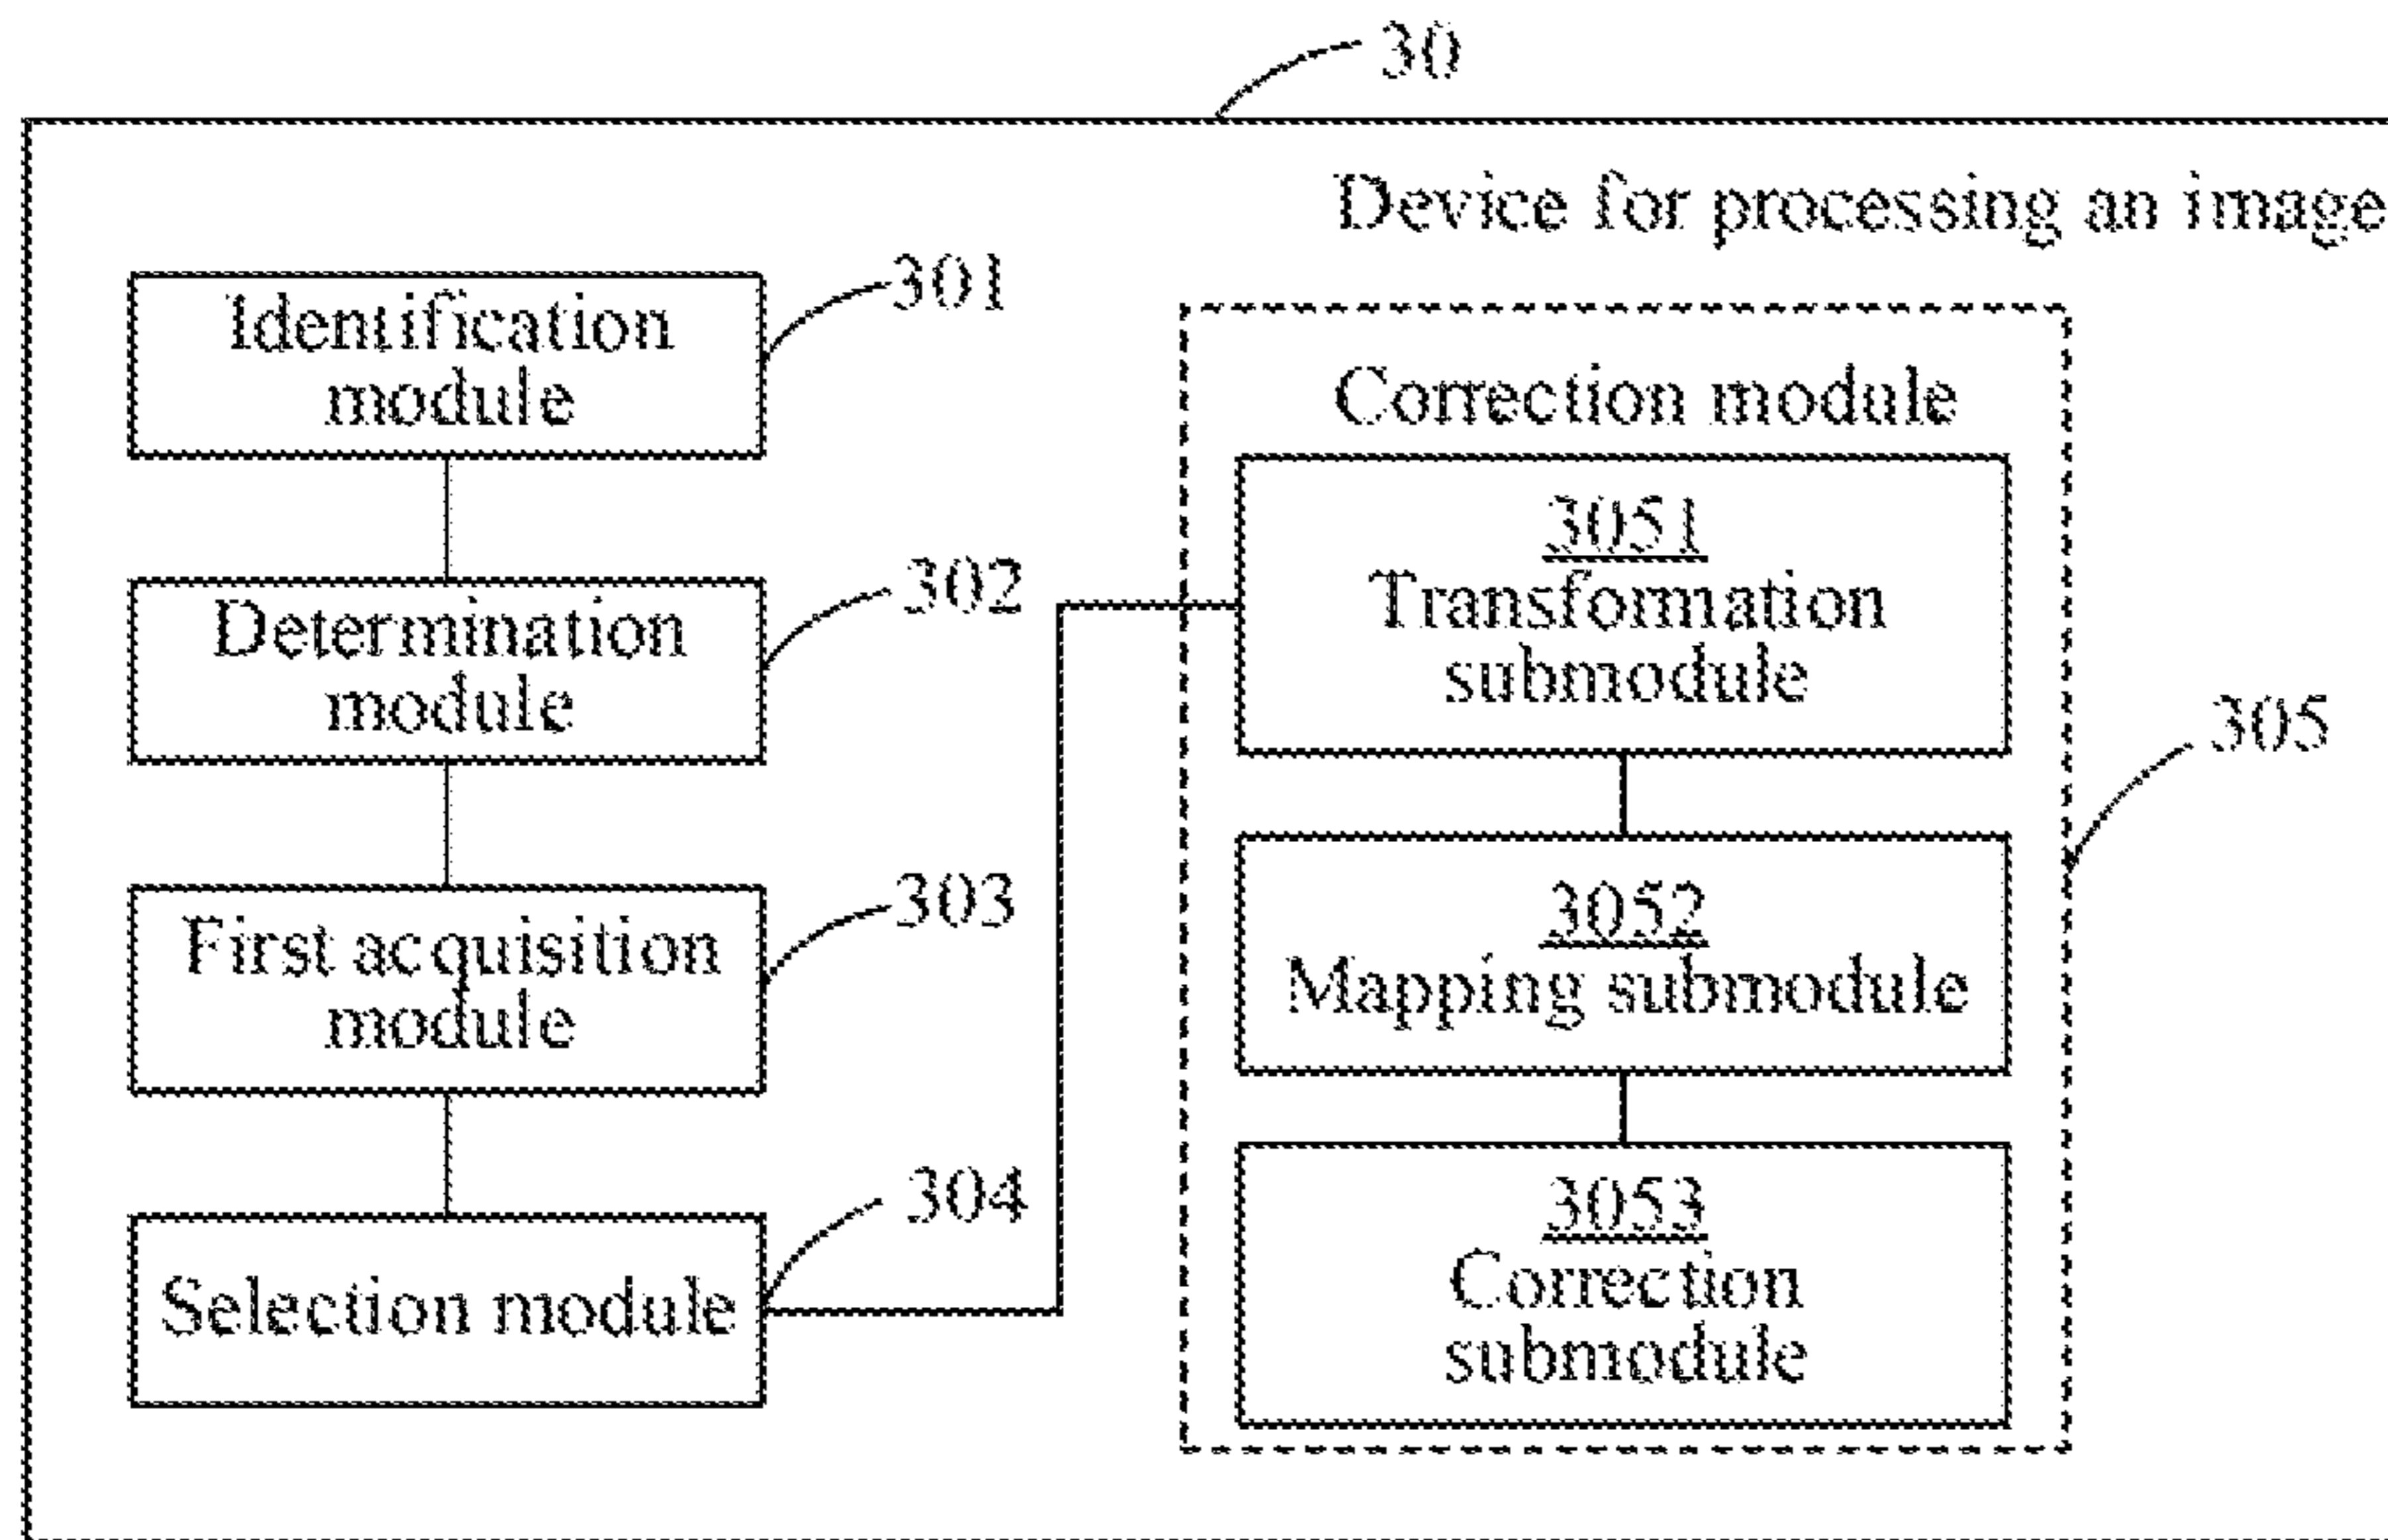 30
Device for processing an image
301
Identification
module
302
Determination
module
303
First acquisition
module
304
Selection module
Correction module
3051
Transformation
submodule
305
3052
Mapping submodule
3053
Correction
submodule